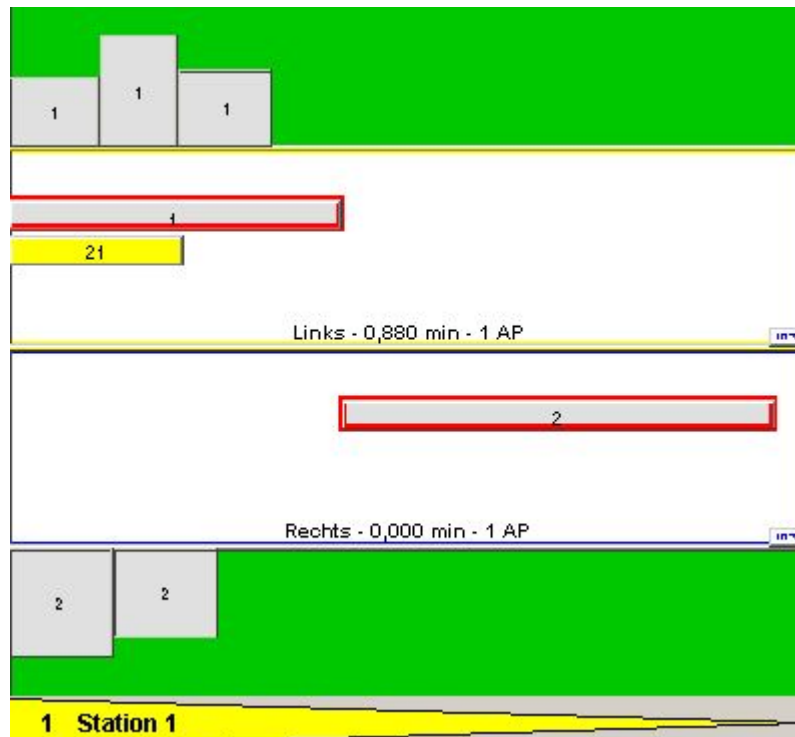 1 1 1
1
21
Links - 0,880 min - 1 AP
2
Rechts - 0,000 min - 1 AP
2 2
1 Station 1